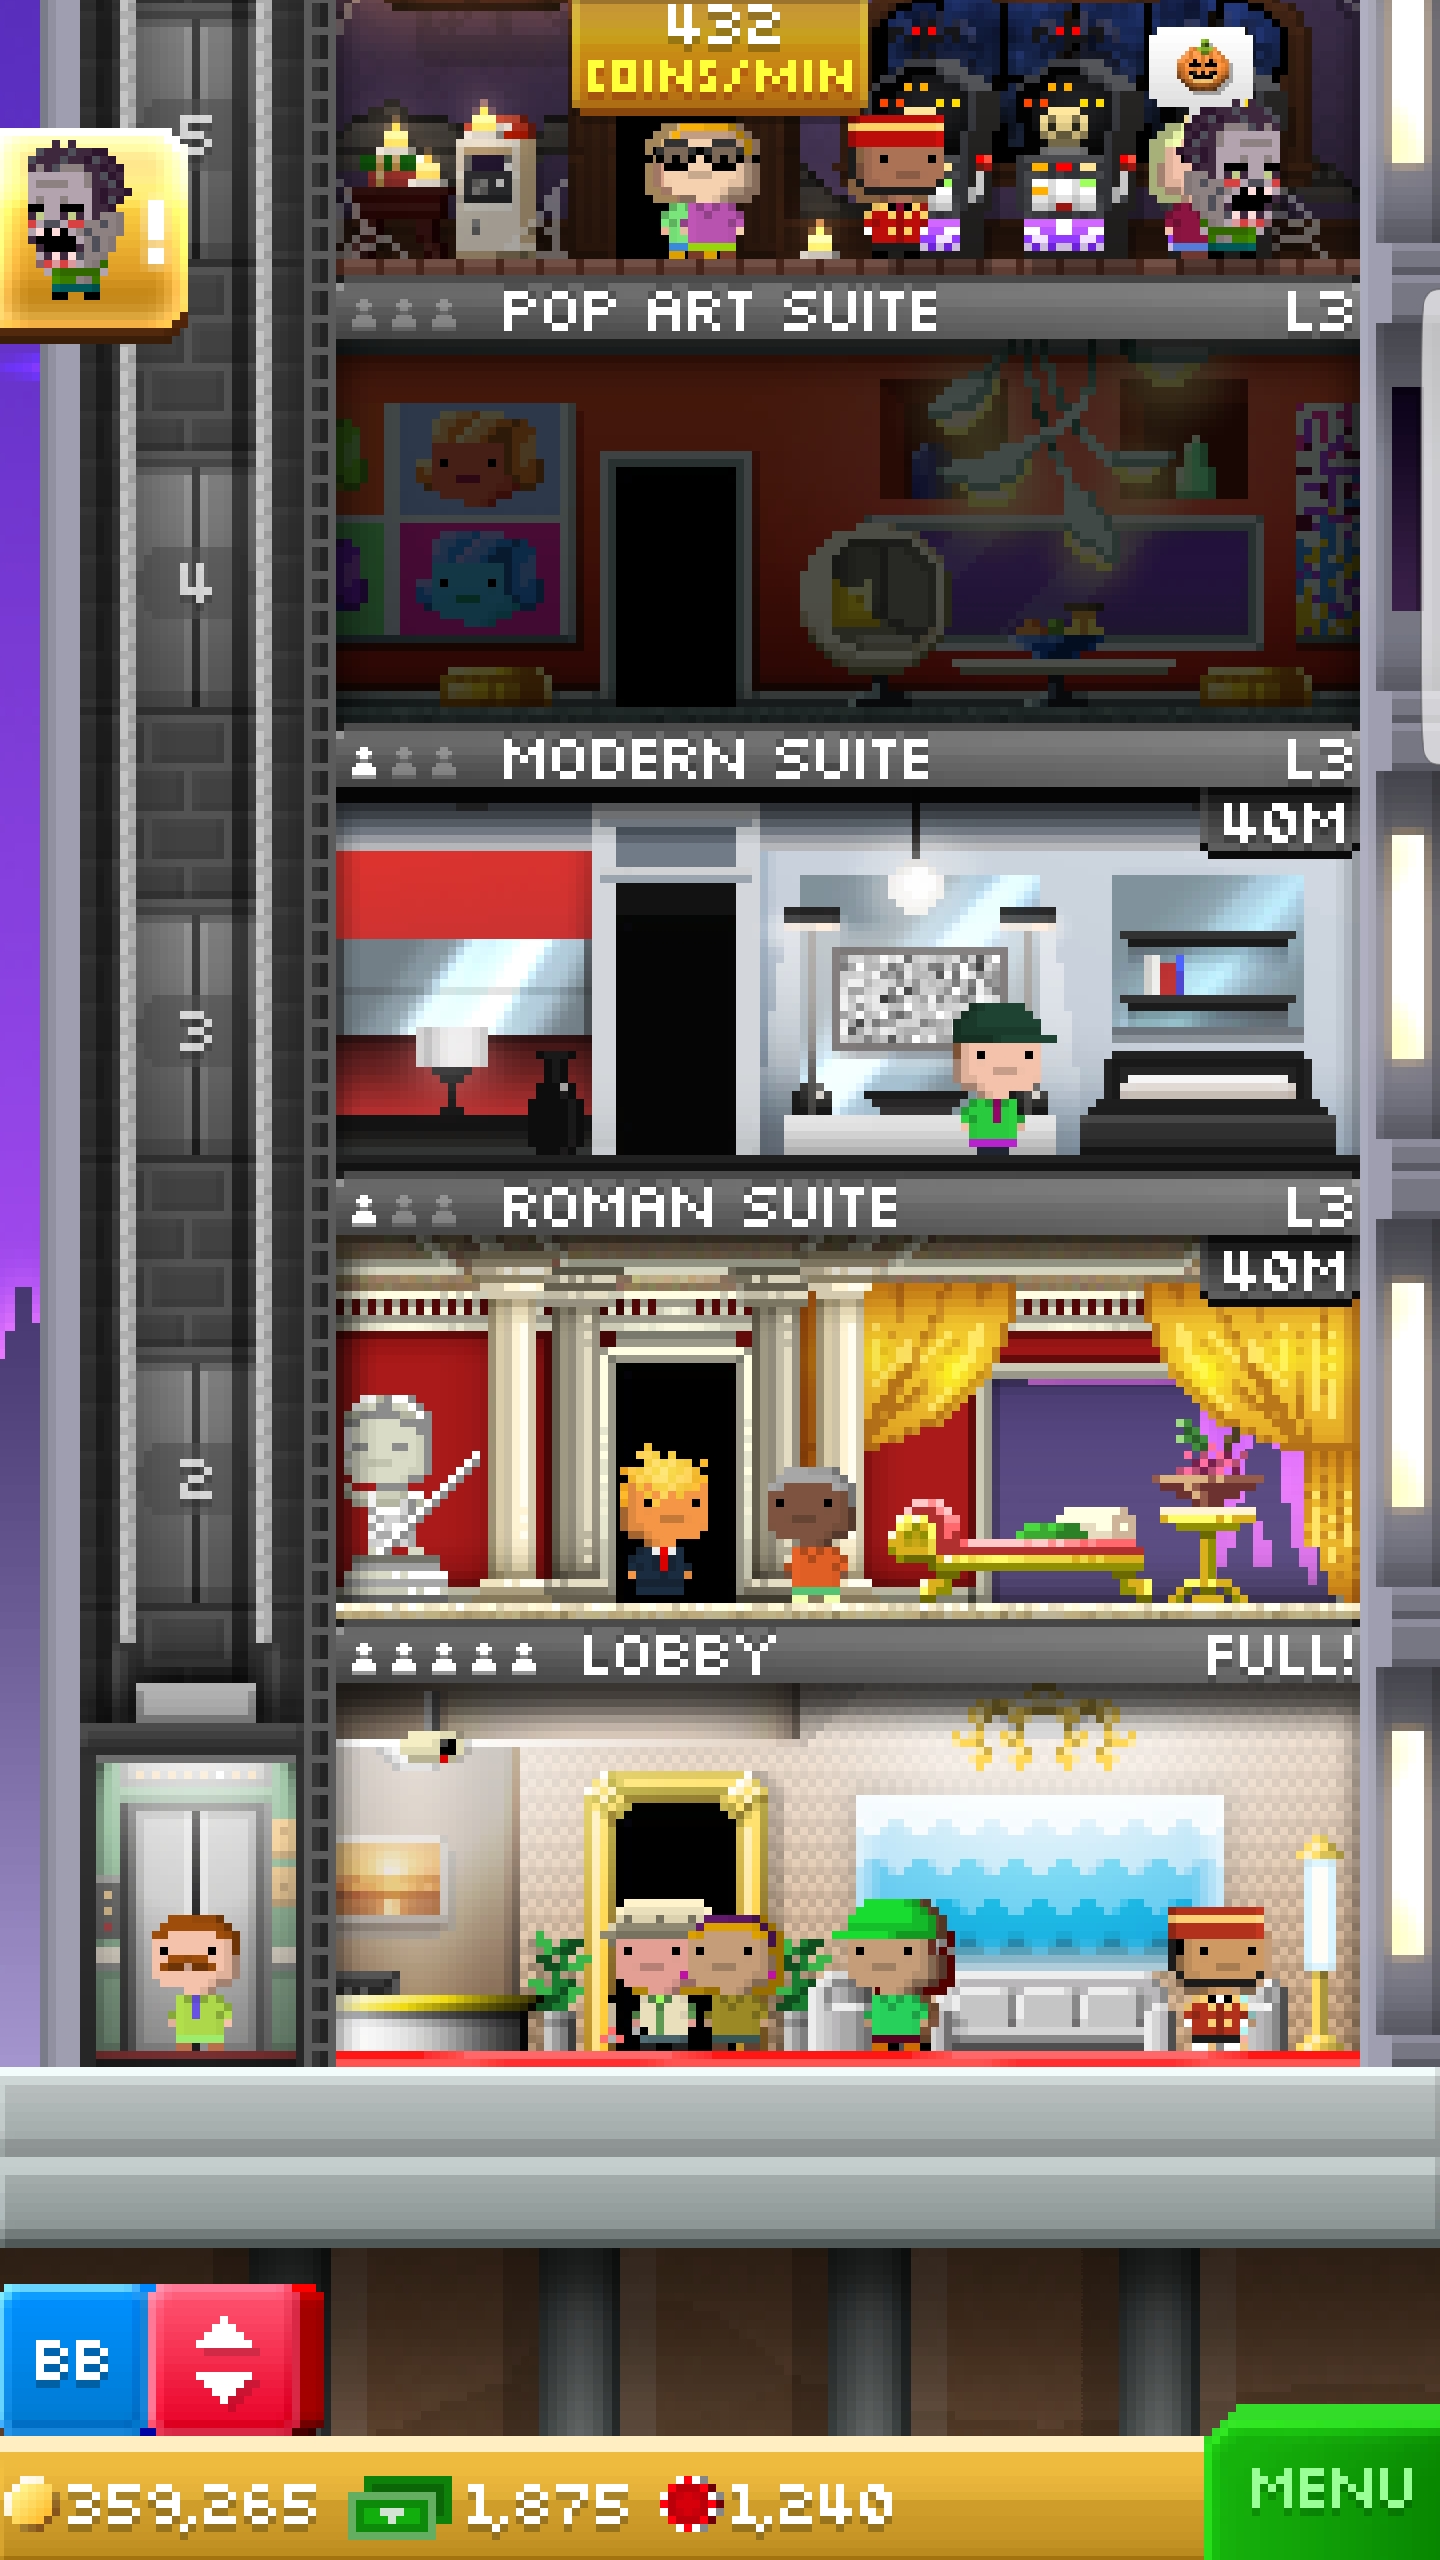 432
COINS/MIN
5
!
POP ART SUITE L3
4
MODERN SUITE L3
40M
3
ROMAN SUITE L3
40M
2
LOBBY FULL!
BB
359,265 1,875 1,240
MENU